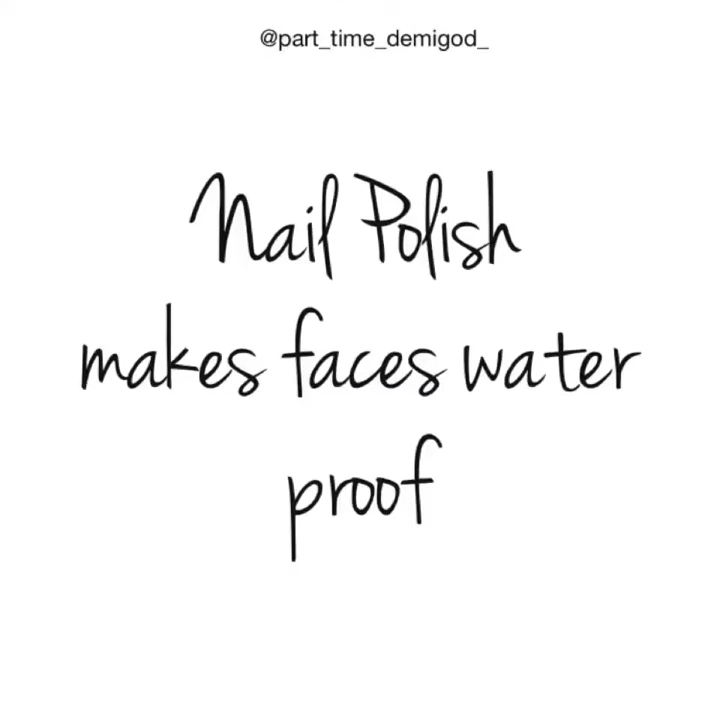 @part_time_demigod_
Nail Polish
makes faces water
proof